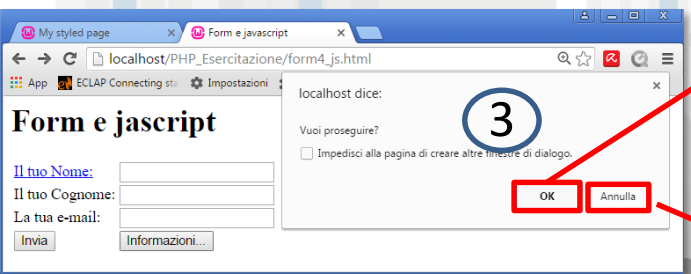 My styled page
Form e javascript
localhost/PHP_Esercitazione/form4_js.html
App
ECLAP Connecting sta
Impostazioni
localhost dice:
Vuoi proseguire?
Impedisci alla pagina di creare altre finestre di dialogo.
3
OK
Annulla
Form e jascript
Il tuo Nome:
Il tuo Cognome:
La tua e-mail:
Invia
Informazioni...